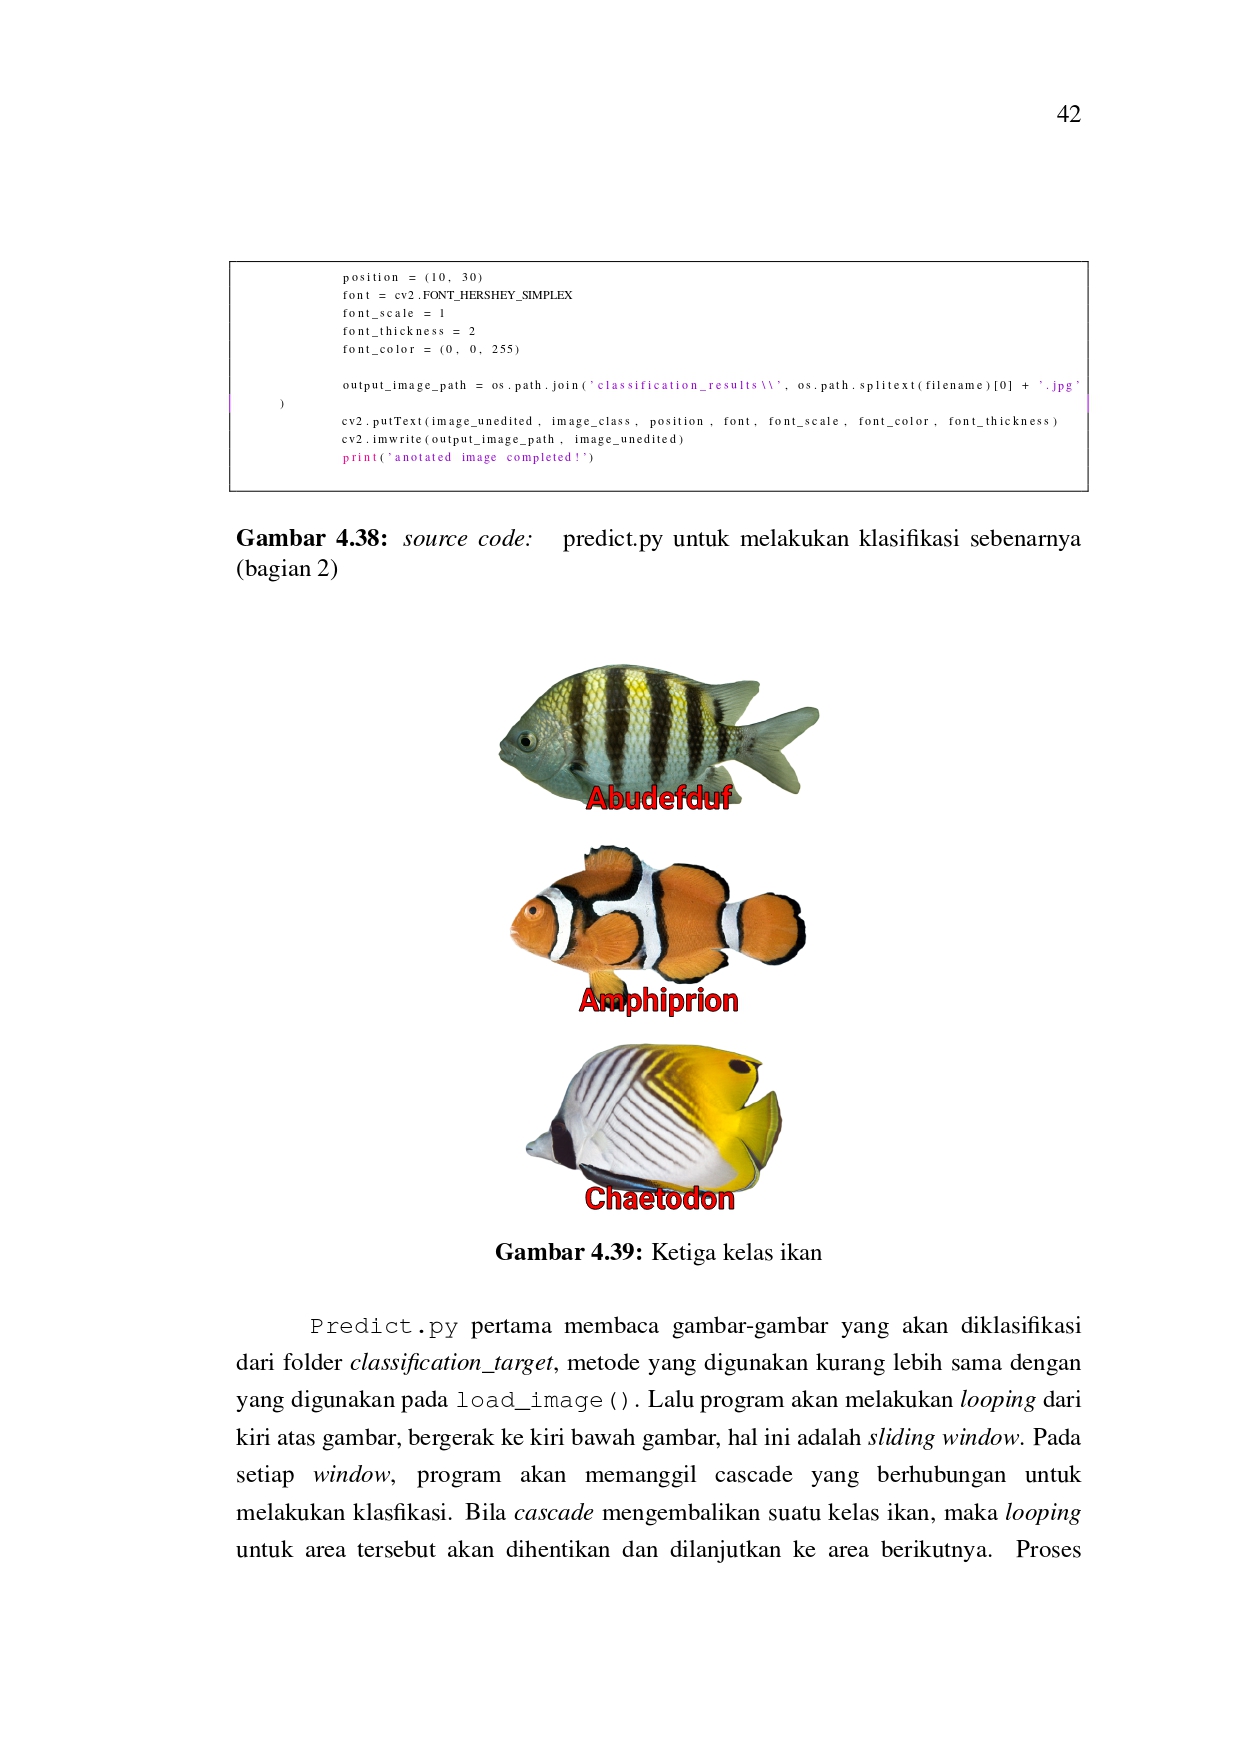 42
position = (10, 30)
font = cv2.FONT_HERSHEY_SIMPLEX
font_scale = 1
font_thickness = 2
font_color = (0, 0, 255)
output_image_path = os.path.join('classification_results\\', os.path.splitext(filename)[0] + '.jpg'
)
cv2.putText(image_unedited, image_class, position, font, font_scale, font_color, font_thickness)
cv2.imwrite(output_image_path, image_unedited)
print('anotated image completed!')
Gambar 4.38: source code: predict.py untuk melakukan klasifikasi sebenarnya
(bagian 2)
Abudefduf
Amphiprion
Chaetodon
Gambar 4.39: Ketiga kelas ikan
Predict.py pertama membaca gambar-gambar yang akan diklasifikasi
dari folder classification_target, metode yang digunakan kurang lebih sama dengan
yang digunakan pada load_image(). Lalu program akan melakukan looping dari
kiri atas gambar, bergerak ke kiri bawah gambar, hal ini adalah sliding window. Pada
setiap window, program akan memanggil cascade yang berhubungan untuk
melakukan klasfikasi. Bila cascade mengembalikan suatu kelas ikan, maka looping
untuk area tersebut akan dihentikan dan dilanjutkan ke area berikutnya. Proses